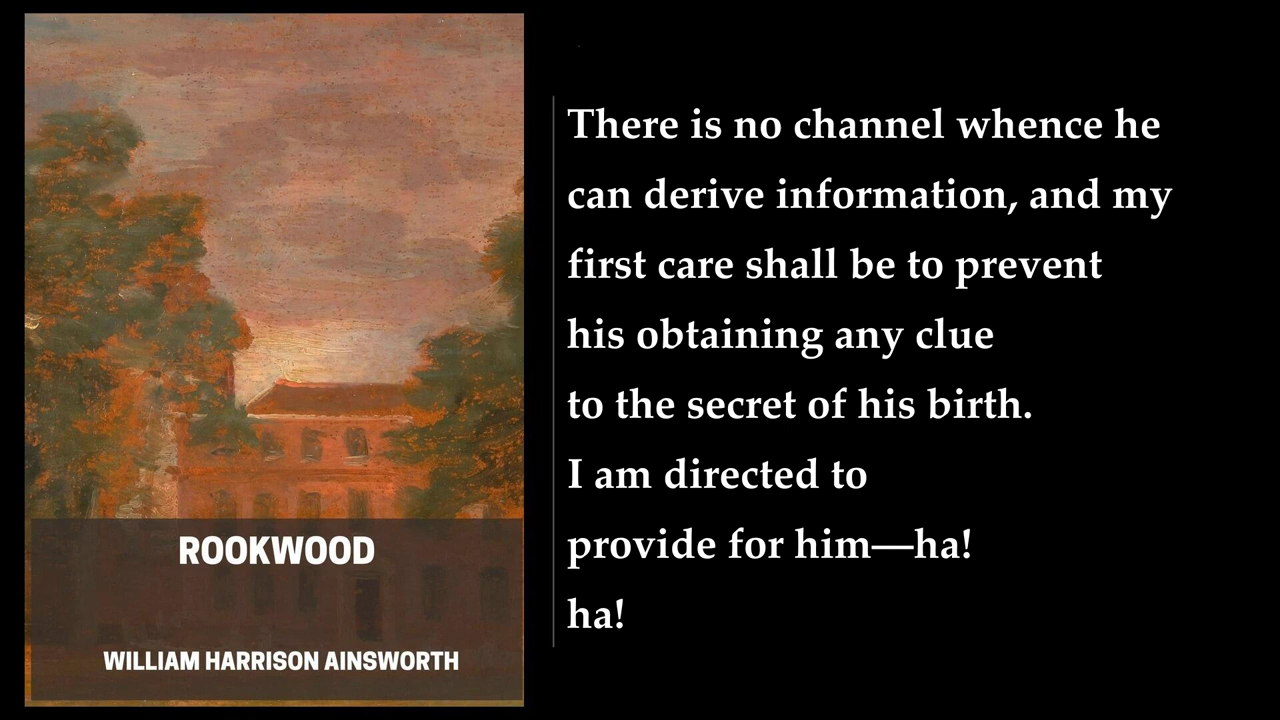 ROOKWOOD
WILLIAM HARRISON AINSWORTH
There is no channel whence he
can derive information, and my
first care shall be to prevent
his obtaining any clue
to the secret of his birth.
I am directed to
provide for him—ha!
ha!